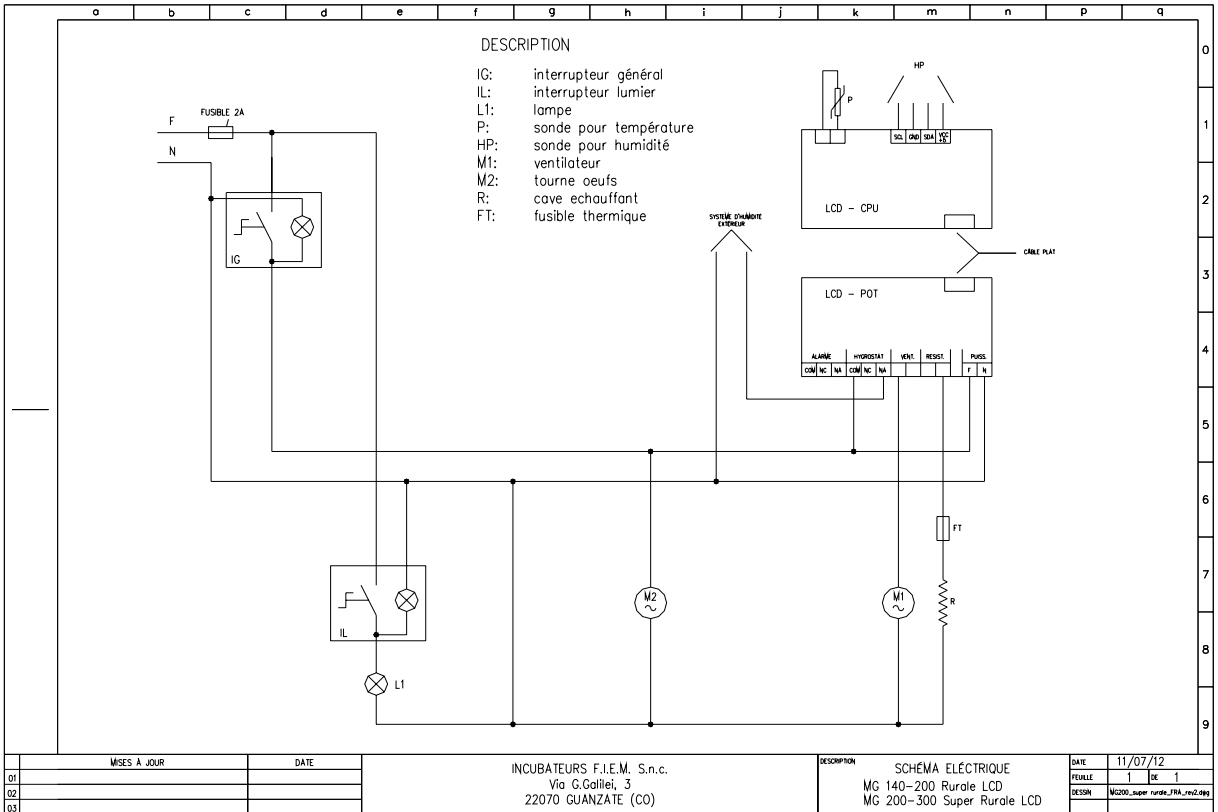 a b c d e f g h i j k l m n p q
0
1
2
3
4
5
6
7
8
9
DESCRIPTION
IG: interrupteur général
IL: interrupteur lumier
L1: lampe
P: sonde pour température
HP: sonde pour humidité
M1: ventilateur
M2: tourne oeufs
R: cave echauffant
FT: fusible thermique
FUSIBLE 2A
F
N
IG
HP
P
SCL GND SDA VCC +5
LCD - CPU
SYSTEMÈ D'HUMIDITÉ
EXTÉRIEUR
CÂBLE PLAT
LCD - POT
ALARME HYGROSTAT VENT. RESIST. PUISS.
COM NC NA COM NC NA F N
FT
M2
M1
R
IL
L1
MISES À JOUR DATE
01
02
03
INCUBATEURS F.I.E.M. S.n.c.
Via G.Galilei, 3
22070 GUANZATE (CO)
DESCRIPTION
SCHÉMA ELÉCTRIQUE
MG 140-200 Rurale LCD
MG 200-300 Super Rurale LCD
DATE 11/07/12
FEUILLE 1 DE 1
DESSIN MG200_super rurale_FRA_rev2.dwg